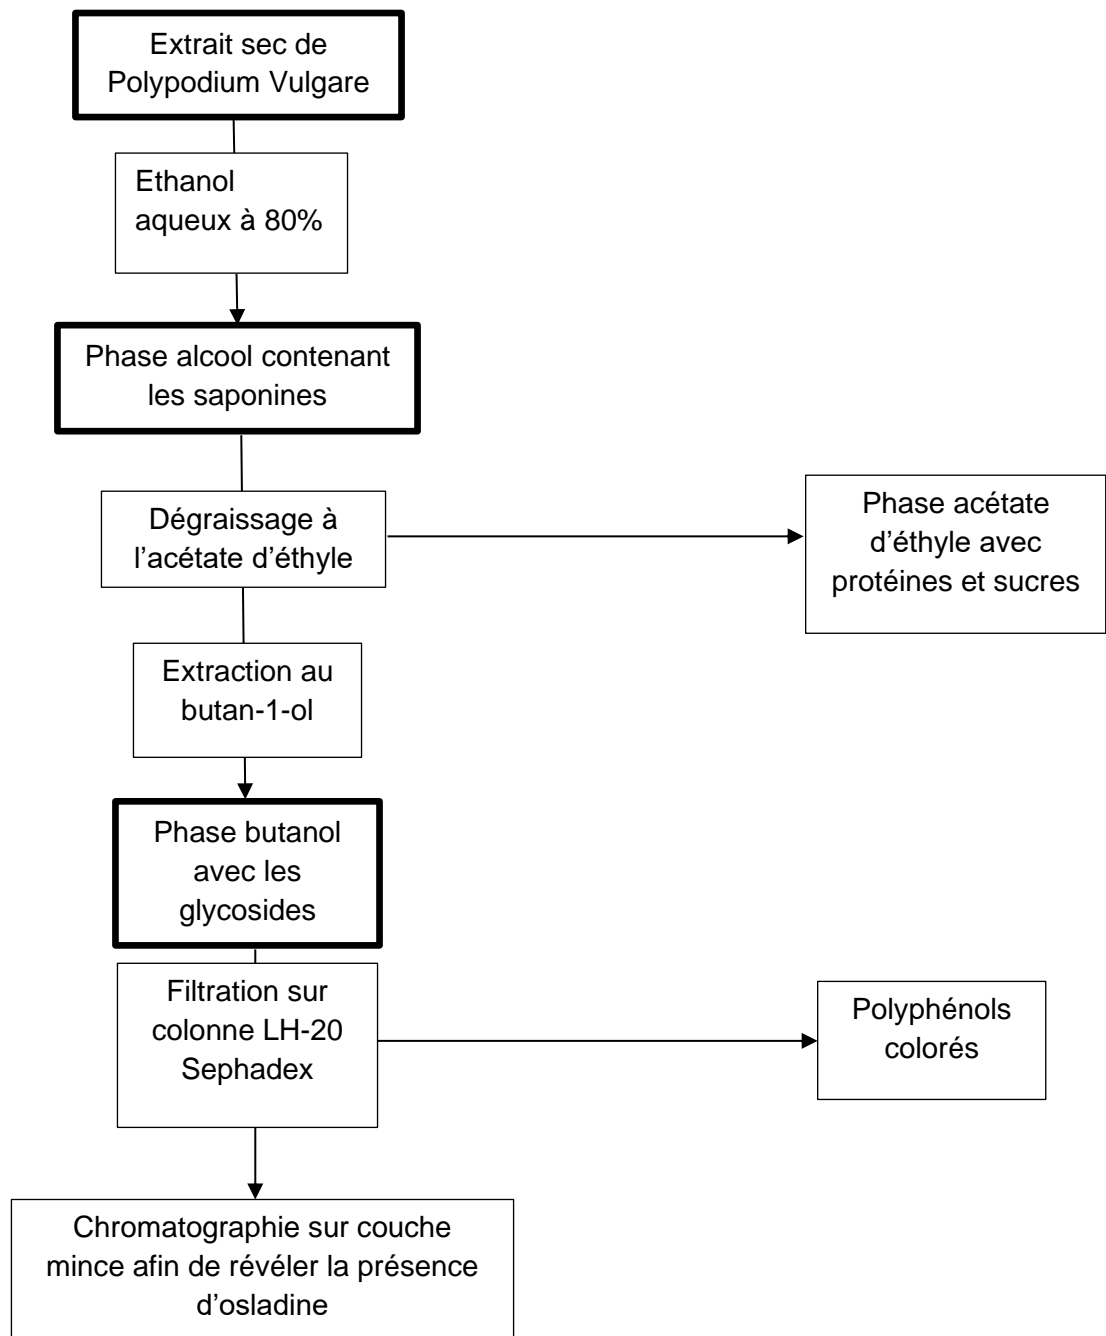 Extrait sec de
Polypodium Vulgare
Ethanol
aqueux à 80%
Phase alcool contenant
les saponines
Dégraissage à
l’acétate d’éthyle
Phase acétate
d’éthyle avec
protéines et sucres
Extraction au
butan-1-ol
Phase butanol
avec les
glycosides
Filtration sur
colonne LH-20
Sephadex
Polyphénols
colorés
Chromatographie sur couche
mince afin de révéler la présence
d’osladine